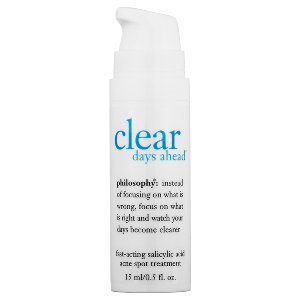 clear
days ahead™
philosophy®: instead
of focusing on what is
wrong, focus on what
is right and watch your
days become clearer
fast-acting salicylic acid
acne spot treatment
15 ml/0.5 fl. oz.